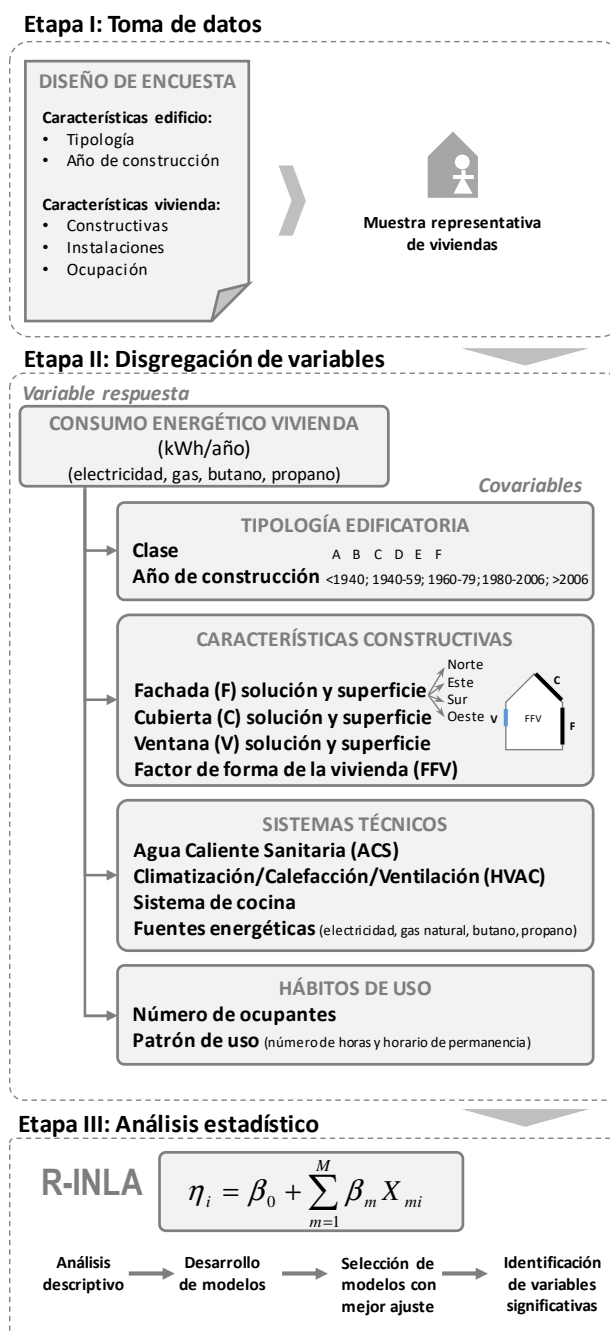 Etapa I: Toma de datos
DISEÑO DE ENCUESTA
Características edificio:
• Tipología
• Año de construcción
Características vivienda:
• Constructivas
• Instalaciones
• Ocupación
Muestra representativa
de viviendas
Etapa II: Disgregación de variables
Variable respuesta
CONSUMO ENERGÉTICO VIVIENDA
(kWh/año)
(electricidad, gas, butano, propano)
Covariables
TIPOLOGÍA EDIFICATORIA
Clase A B C D E F
Año de construcción <1940; 1940-59; 1960-79; 1980-2006; >2006
CARACTERÍSTICAS CONSTRUCTIVAS
Fachada (F) solución y superficie
Cubierta (C) solución y superficie
Ventana (V) solución y superficie
Factor de forma de la vivienda (FFV)
Norte
Este
Sur
Oeste
C
V
FFV
F
SISTEMAS TÉCNICOS
Agua Caliente Sanitaria (ACS)
Climatización/Calefacción/Ventilación (HVAC)
Sistema de cocina
Fuentes energéticas (electricidad, gas natural, butano, propano)
HÁBITOS DE USO
Número de ocupantes
Patrón de uso (número de horas y horario de permanencia)
Etapa III: Análisis estadístico
R-INLA
η_i = β_0 + ∑_{m=1}^{M} β_m X_{mi}
Análisis
descriptivo
Desarrollo
de modelos
Selección de
modelos con
mejor ajuste
Identificación
de variables
significativas